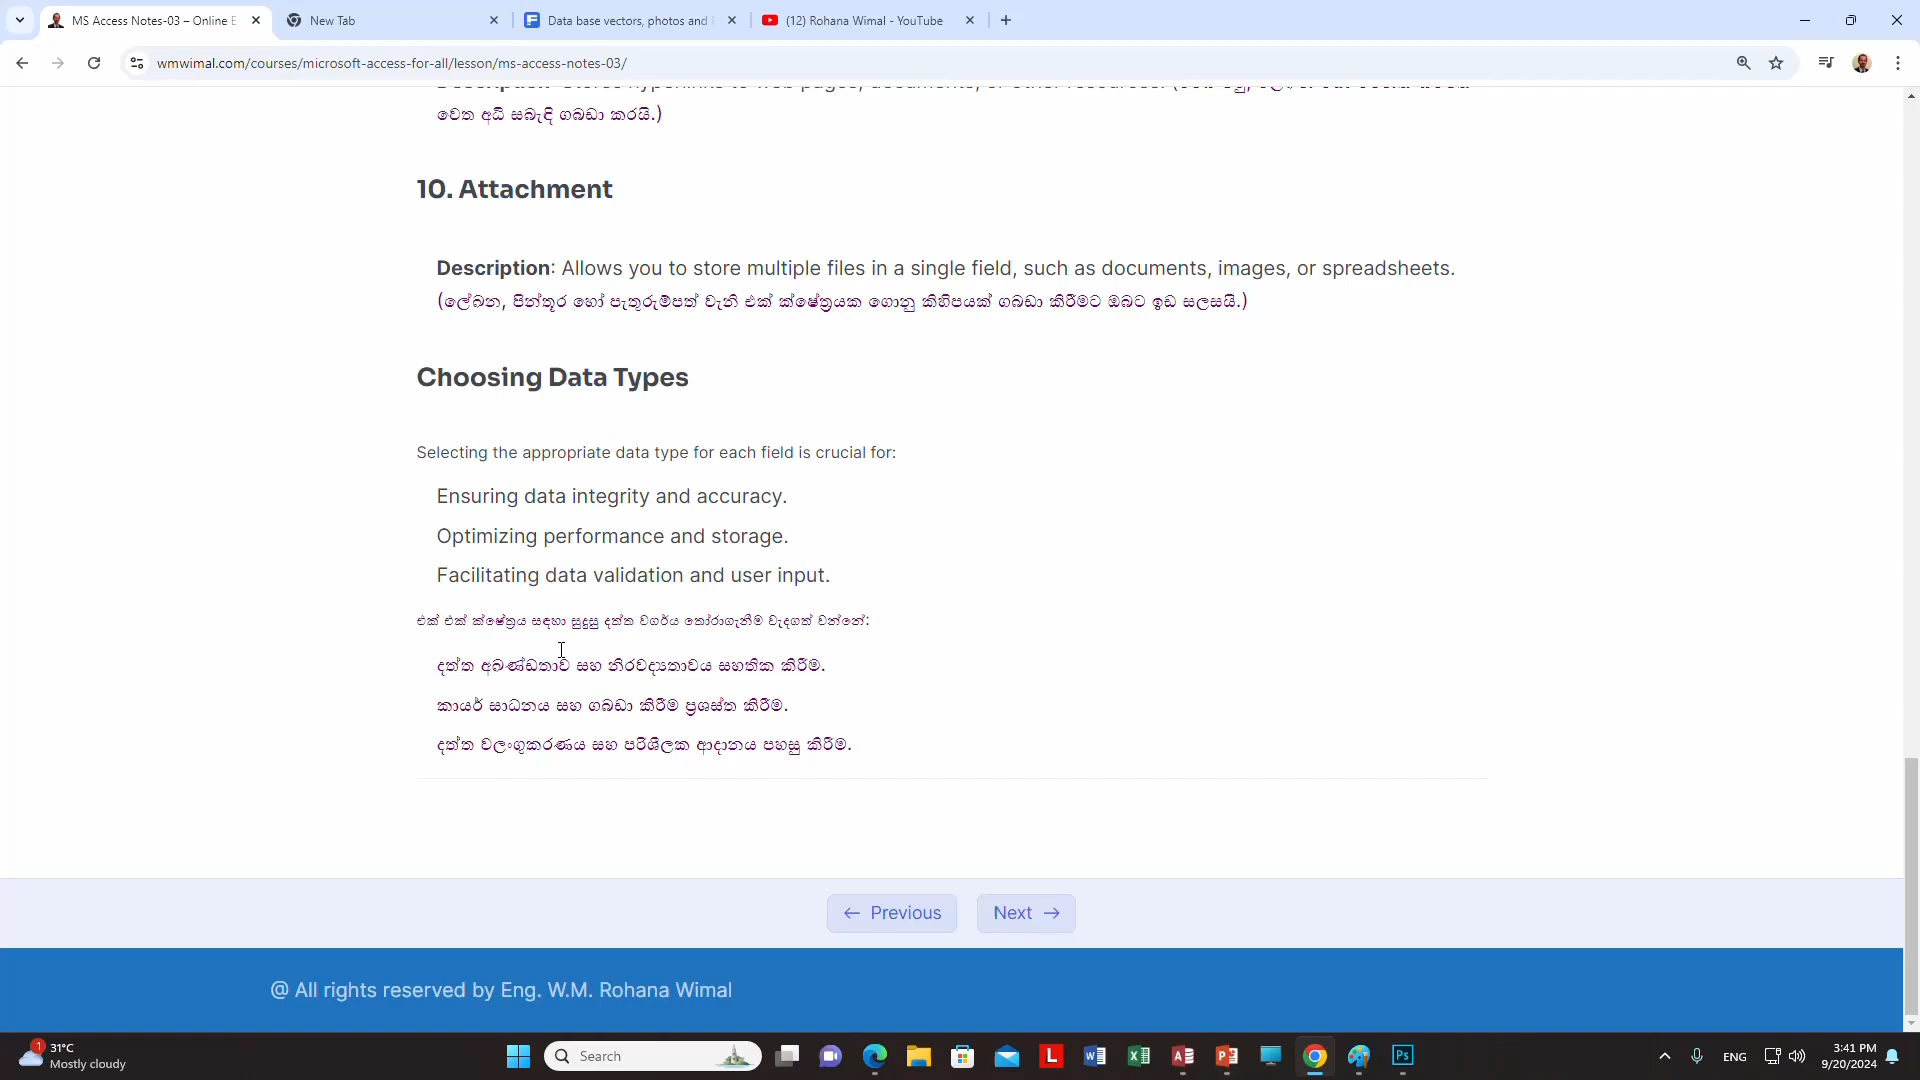 MS Access Notes-03 – Online E
New Tab
Data base vectors, photos and
(12) Rohana Wimal - YouTube
wmwimal.com/courses/microsoft-access-for-all/lesson/ms-access-notes-03/
වෙත අධි සබැඳි ගබඩා කරයි.)
10. Attachment
Description: Allows you to store multiple files in a single field, such as documents, images, or spreadsheets.
(ලේඛන, පින්තූර හෝ පැතුරුම්පත් වැනි එක් ක්ෂේත්‍රයක ගොනු කිහිපයක් ගබඩා කිරීමට ඔබට ඉඩ සලසයි.)
Choosing Data Types
Selecting the appropriate data type for each field is crucial for:
Ensuring data integrity and accuracy.
Optimizing performance and storage.
Facilitating data validation and user input.
එක් එක් ක්ෂේත්‍රය සඳහා සුදුසු දත්ත වර්ගය තෝරාගැනීම වැදගත් වන්නේ:
දත්ත අඛණ්ඩතාව සහ නිරවද්‍යතාවය සහතික කිරීම.
කාර්ය සාධනය සහ ගබඩා කිරීම ප්‍රශස්ත කිරීම.
දත්ත වලංගුකරණය සහ පරිශීලක ආදානය පහසු කිරීම.
← Previous
Next →
@ All rights reserved by Eng. W.M. Rohana Wimal
1
31°C
Mostly cloudy
Search
L
Ps
ENG
3:41 PM
9/20/2024